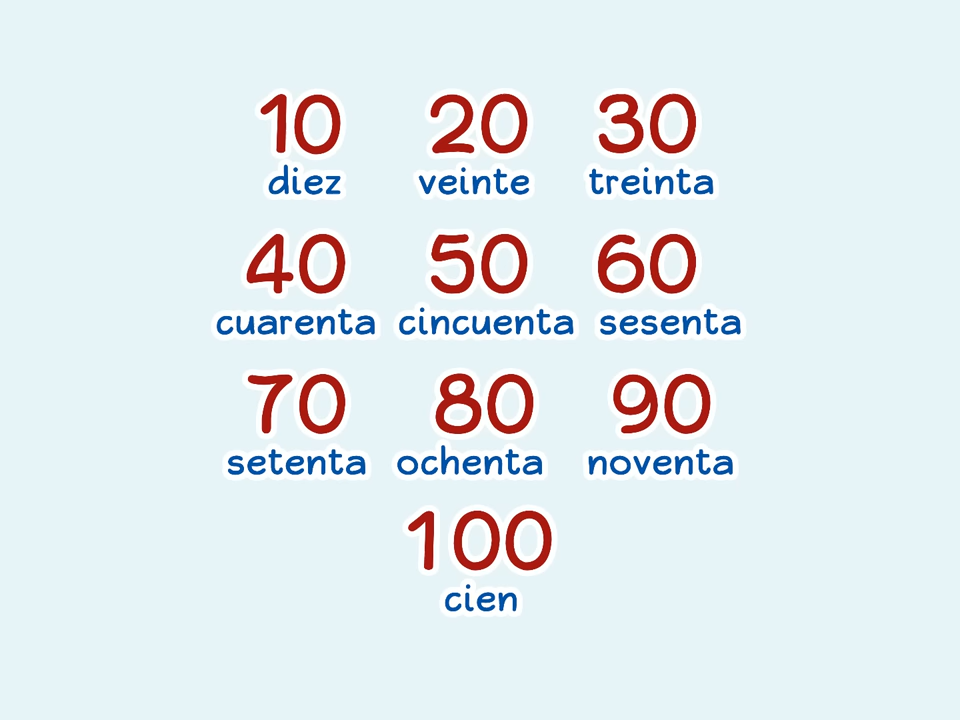 10 20 30
diez veinte treinta
40 50 60
cuarenta cincuenta sesenta
70 80 90
setenta ochenta noventa
100
cien